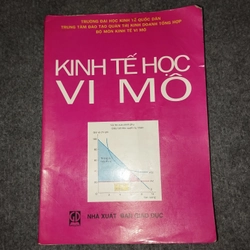 TRƯỜNG ĐẠI HỌC KINH TẾ QUỐC DÂN
TRUNG TÂM ĐÀO TẠO QUẢN TRỊ KINH DOANH TỔNG HỢP
BỘ MÔN KINH TẾ VI MÔ
KINH TẾ HỌC
VI MÔ
NHÀ XUẤT BẢN GIÁO DỤC